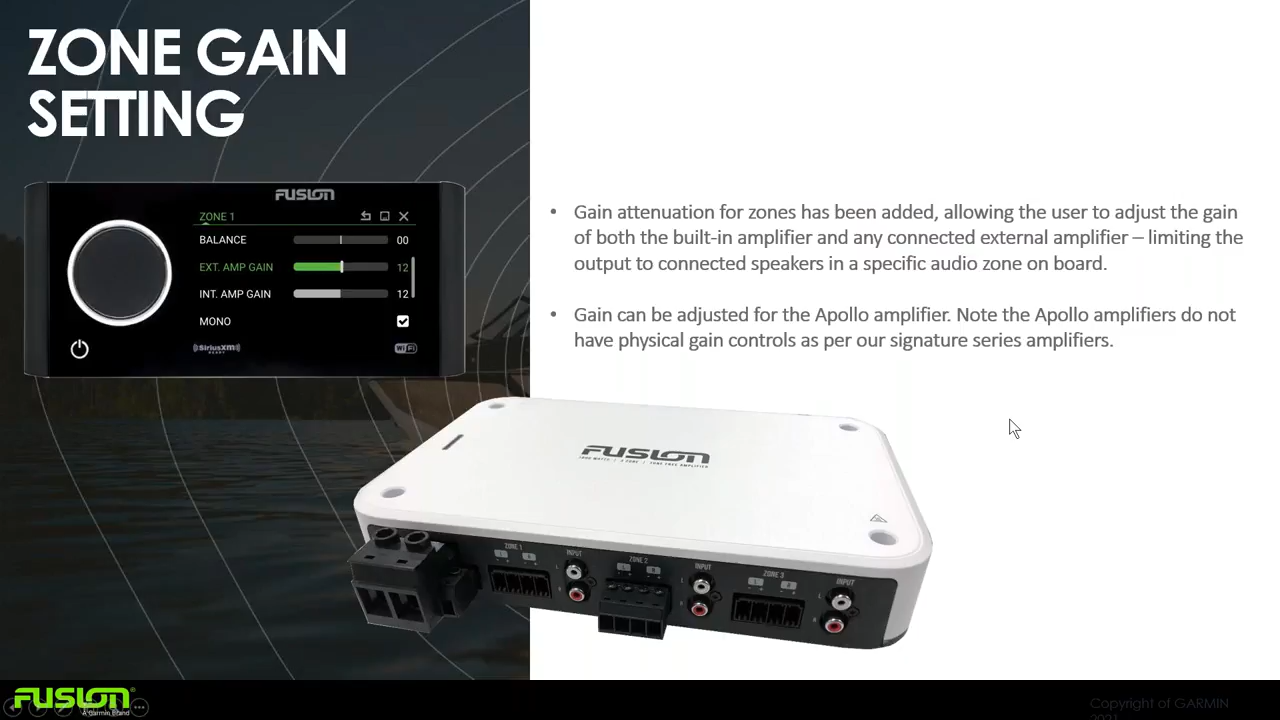 ZONE GAIN
SETTING
FUSION
ZONE 1
BALANCE 00
EXT. AMP GAIN 12
INT. AMP GAIN 12
MONO
SiriusXM
READY
WiFi
• Gain attenuation for zones has been added, allowing the user to adjust the gain
of both the built-in amplifier and any connected external amplifier – limiting the
output to connected speakers in a specific audio zone on board.
• Gain can be adjusted for the Apollo amplifier. Note the Apollo amplifiers do not
have physical gain controls as per our signature series amplifiers.
FUSION
ZONE 1
L R
INPUT
L
R
ZONE 2
L R
INPUT
L
R
ZONE 3
L R
INPUT
L
R
FUSION
A Garmin Brand
Copyright of GARMIN
2021